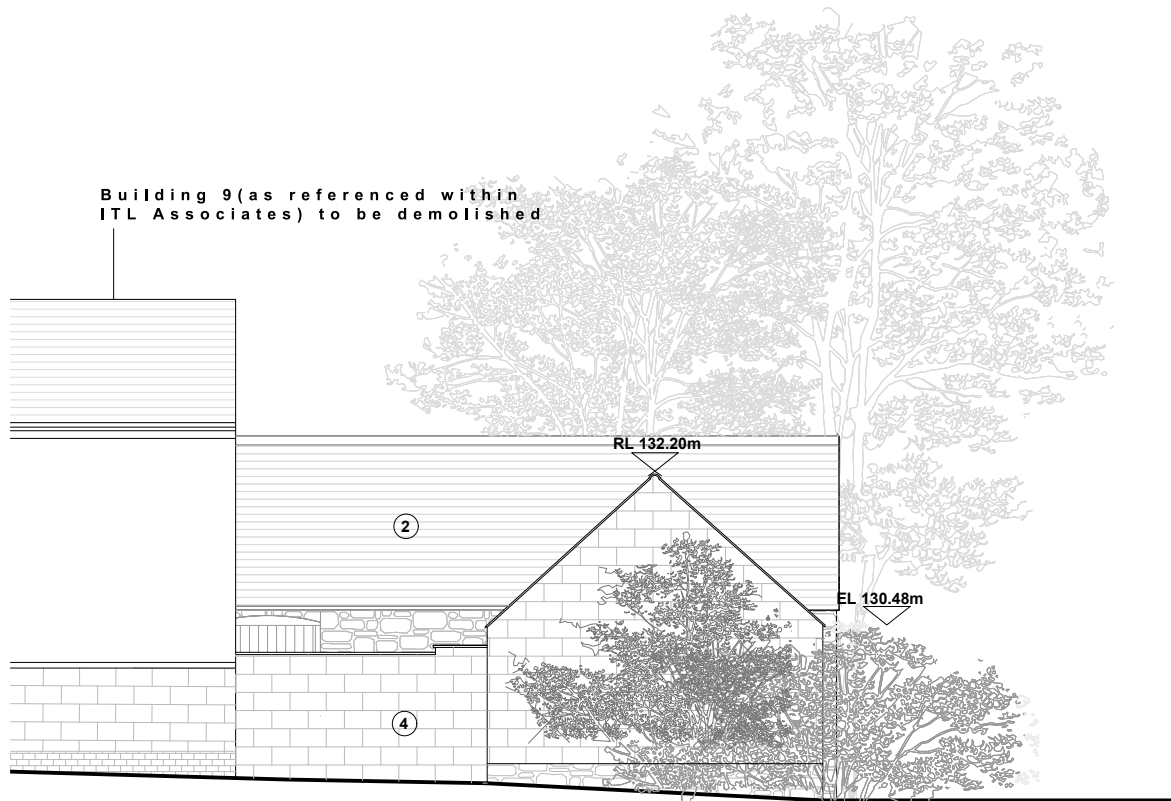 Building 9(as referenced within
ITL Associates) to be demolished
RL 132.20m
2
EL 130.48m
4